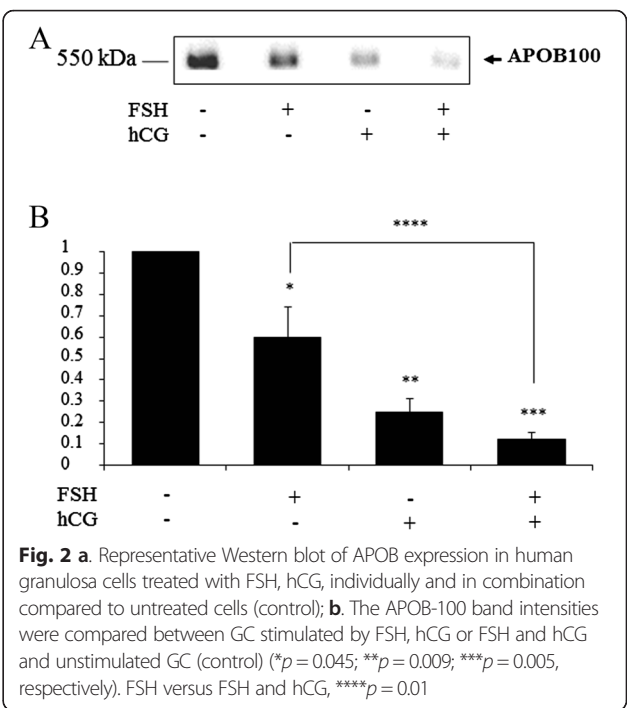 A
550 kDa APOB100
FSH - + - +
hCG - - + +
B
****
1
0.9
0.8
0.7
0.6
0.5
0.4
0.3
0.2
0.1
0
*
**
***
FSH - + - +
hCG - - + +
Fig. 2 a. Representative Western blot of APOB expression in human
granulosa cells treated with FSH, hCG, individually and in combination
compared to untreated cells (control); b. The APOB-100 band intensities
were compared between GC stimulated by FSH, hCG or FSH and hCG
and unstimulated GC (control) (*p = 0.045; **p = 0.009; ***p = 0.005,
respectively). FSH versus FSH and hCG, ****p = 0.01